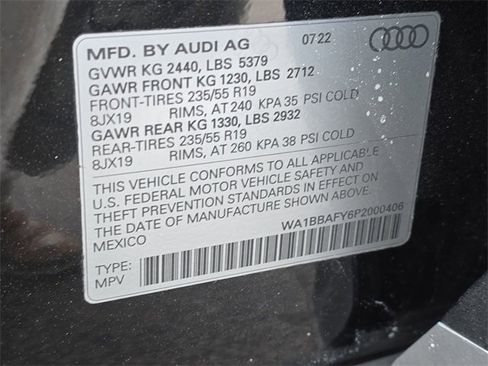 MFD. BY AUDI AG 07 22
GVWR KG 2440, LBS 5379
GAWR FRONT KG 1230, LBS 2712
FRONT-TIRES 235/55 R19
8JX19 RIMS, AT 240 KPA 35 PSI COLD
GAWR REAR KG 1330, LBS 2932
REAR-TIRES 235/55 R19
8JX19 RIMS, AT 260 KPA 38 PSI COLD
THIS VEHICLE CONFORMS TO ALL APPLICABLE
U.S. FEDERAL MOTOR VEHICLE SAFETY AND
THEFT PREVENTION STANDARDS IN EFFECT ON
THE DATE OF MANUFACTURE SHOWN ABOVE.
MEXICO WA1BBAFY6P2000406
TYPE:
MPV